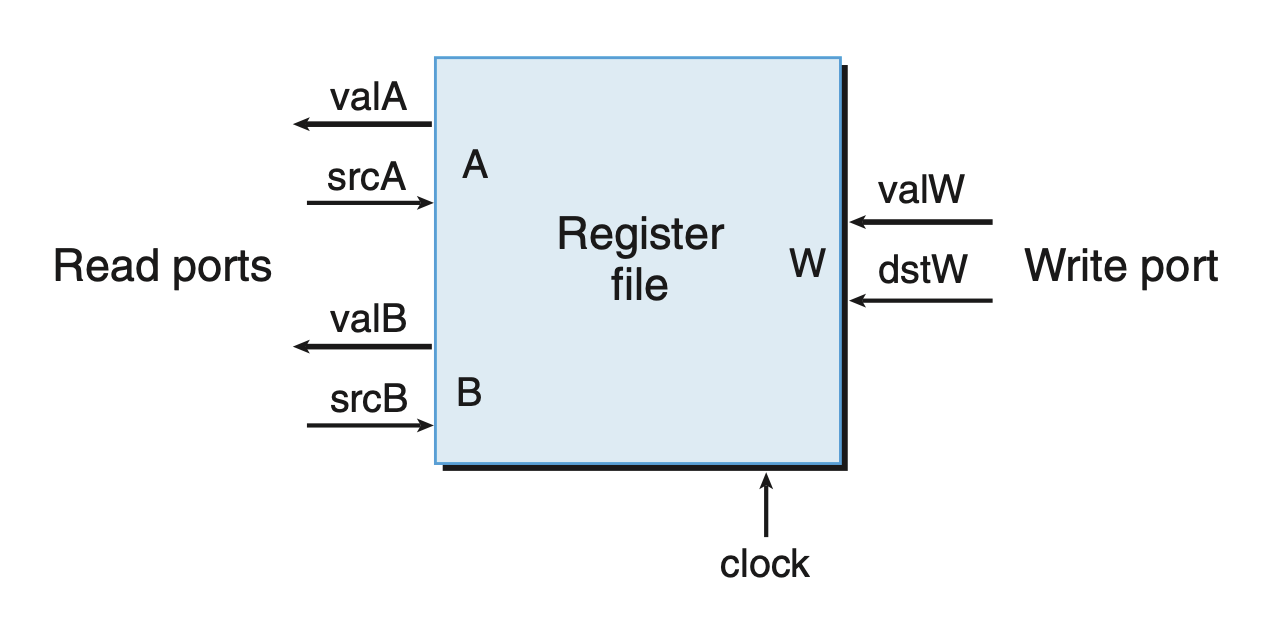 valA
srcA
A
Read ports
Register
file
valB
srcB
B
W
valW
dstW
Write port
clock